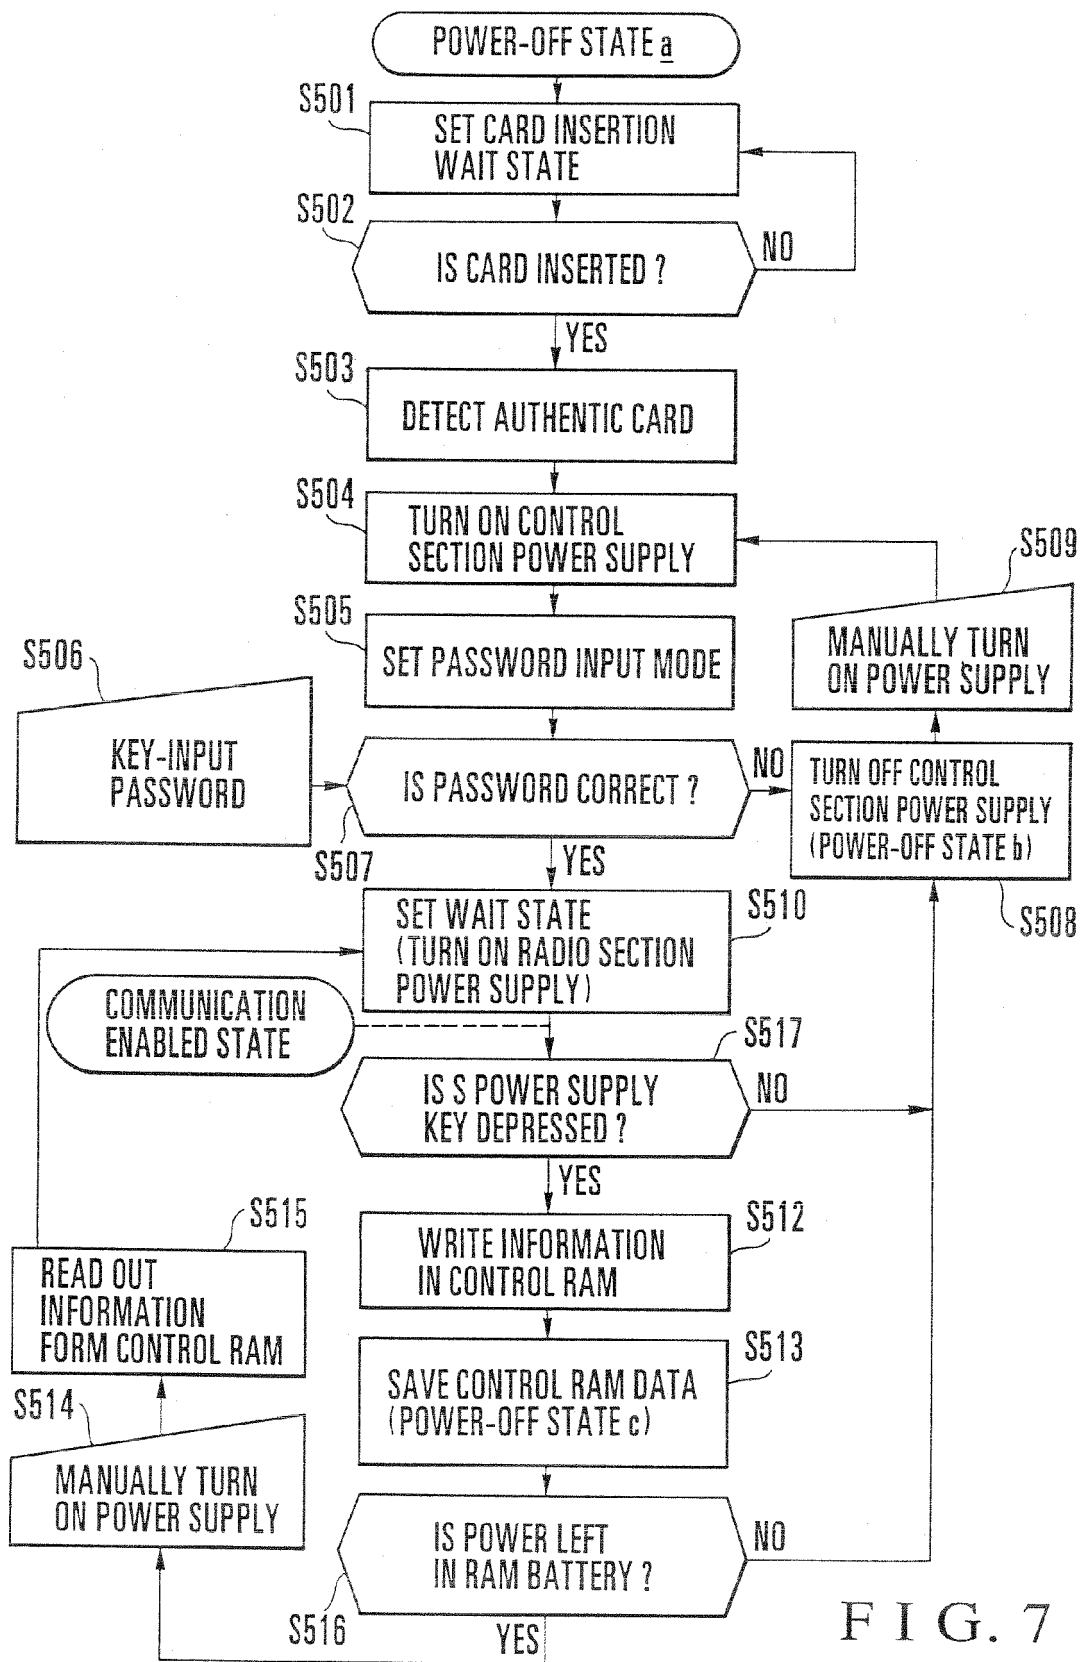 POWER-OFF STATE a
S501
SET CARD INSERTION
WAIT STATE
S502
IS CARD INSERTED ?
NO
YES
S503
DETECT AUTHENTIC CARD
S504
TURN ON CONTROL
SECTION POWER SUPPLY
S509
MANUALLY TURN
ON POWER SUPPLY
S505
SET PASSWORD INPUT MODE
S506
KEY-INPUT
PASSWORD
IS PASSWORD CORRECT ?
NO
S507
YES
TURN OFF CONTROL
SECTION POWER SUPPLY
(POWER-OFF STATE b)
S508
SET WAIT STATE
(TURN ON RADIO SECTION
POWER SUPPLY)
S510
COMMUNICATION
ENABLED STATE
S517
IS S POWER SUPPLY
KEY DEPRESSED ?
NO
YES
S512
WRITE INFORMATION
IN CONTROL RAM
S515
READ OUT
INFORMATION
FORM CONTROL RAM
S513
SAVE CONTROL RAM DATA
(POWER-OFF STATE c)
S514
MANUALLY TURN
ON POWER SUPPLY
IS POWER LEFT
IN RAM BATTERY ?
NO
S516
YES
FIG. 7